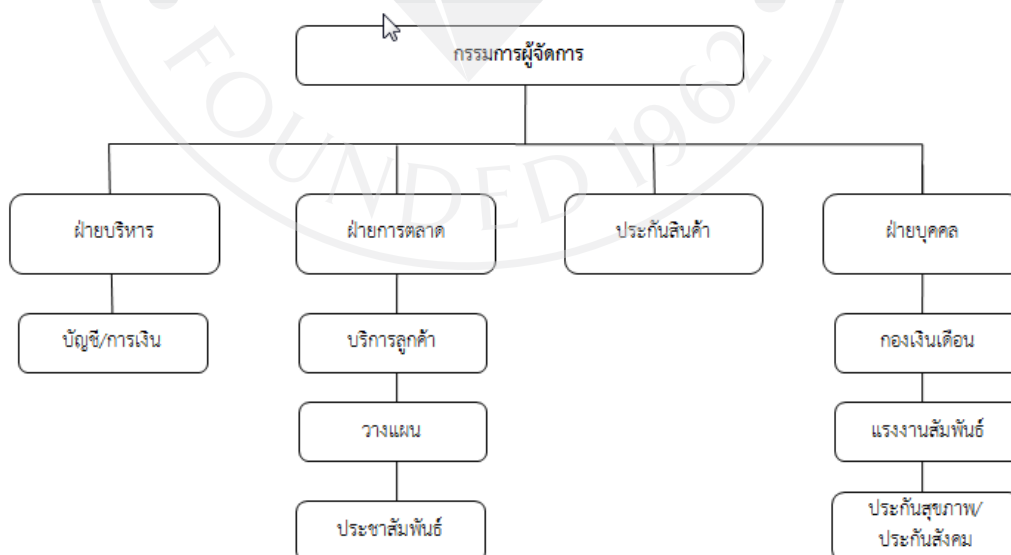 กรรมการผู้จัดการ
FOUNDED 1962
ฝ่ายบริหาร
ฝ่ายการตลาด
ประกันสินค้า
ฝ่ายบุคคล
บัญชี/การเงิน
บริการลูกค้า
กองเงินเดือน
วางแผน
แรงงานสัมพันธ์
ประชาสัมพันธ์
ประกันสุขภาพ/
ประกันสังคม